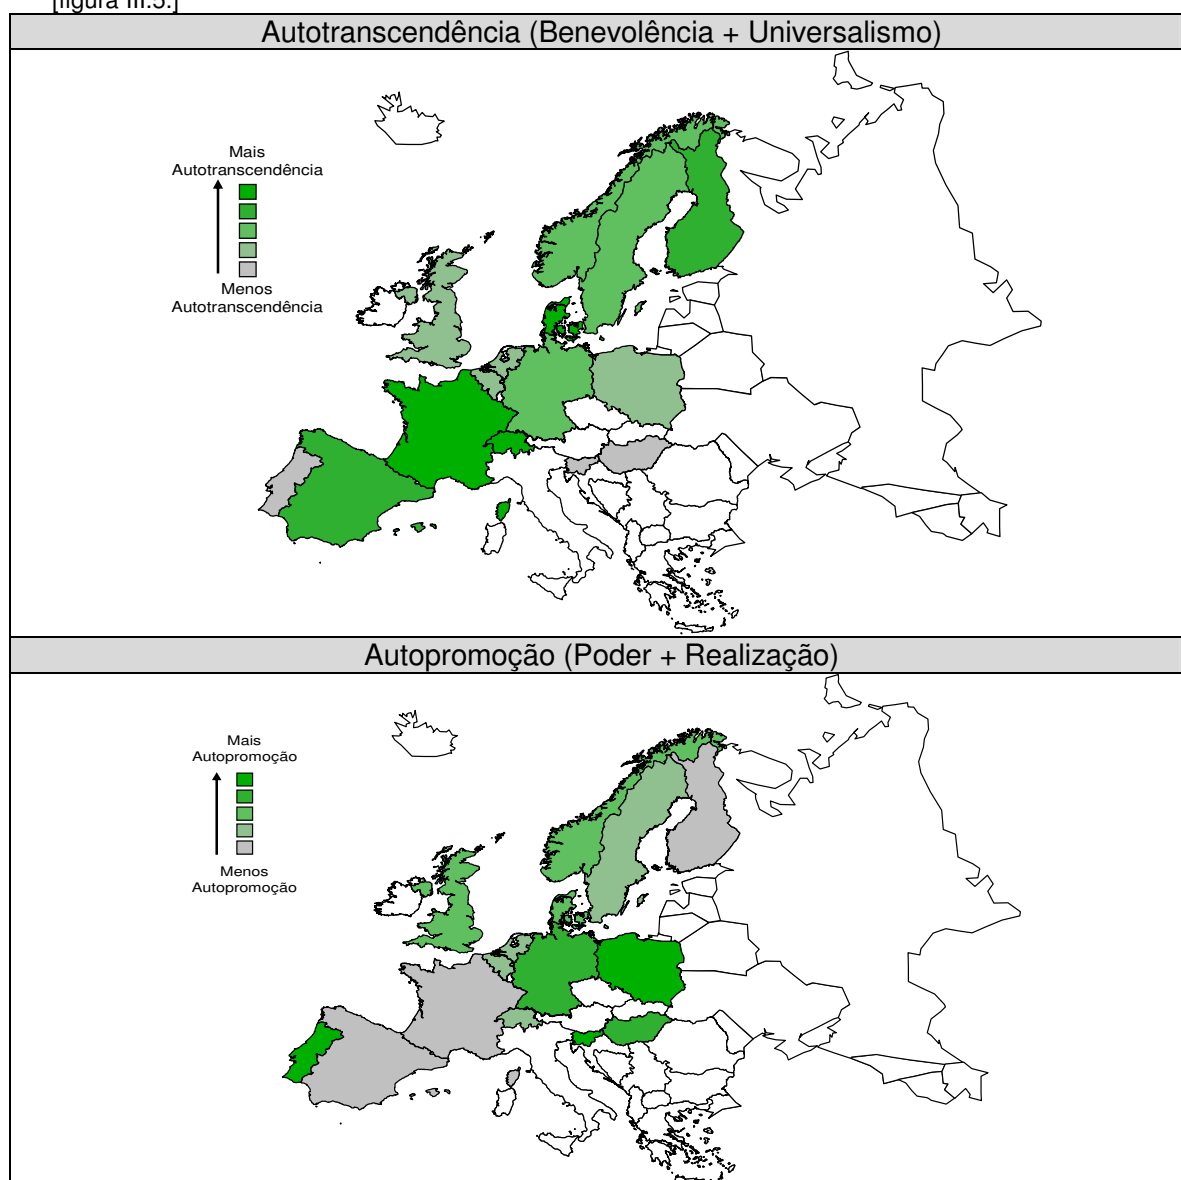 [figura III.5.]
Autotranscendência (Benevolência + Universalismo)
Mais
Autotranscendência
Menos
Autotranscendência
Autopromoção (Poder + Realização)
Mais
Autopromoção
Menos
Autopromoção